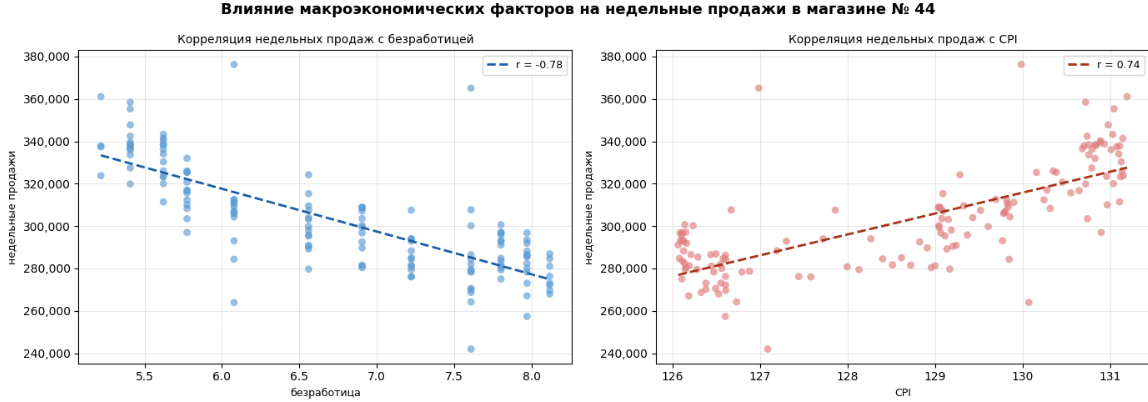 Влияние макроэкономических факторов на недельные продажи в магазине № 44
Корреляция недельных продаж с безработицей
r = -0.78
380,000
360,000
340,000
320,000
300,000
280,000
260,000
240,000
недельные продажи
5.5 6.0 6.5 7.0 7.5 8.0
безработица
Корреляция недельных продаж с CPI
r = 0.74
380,000
360,000
340,000
320,000
300,000
280,000
260,000
240,000
недельные продажи
126 127 128 129 130 131
CPI